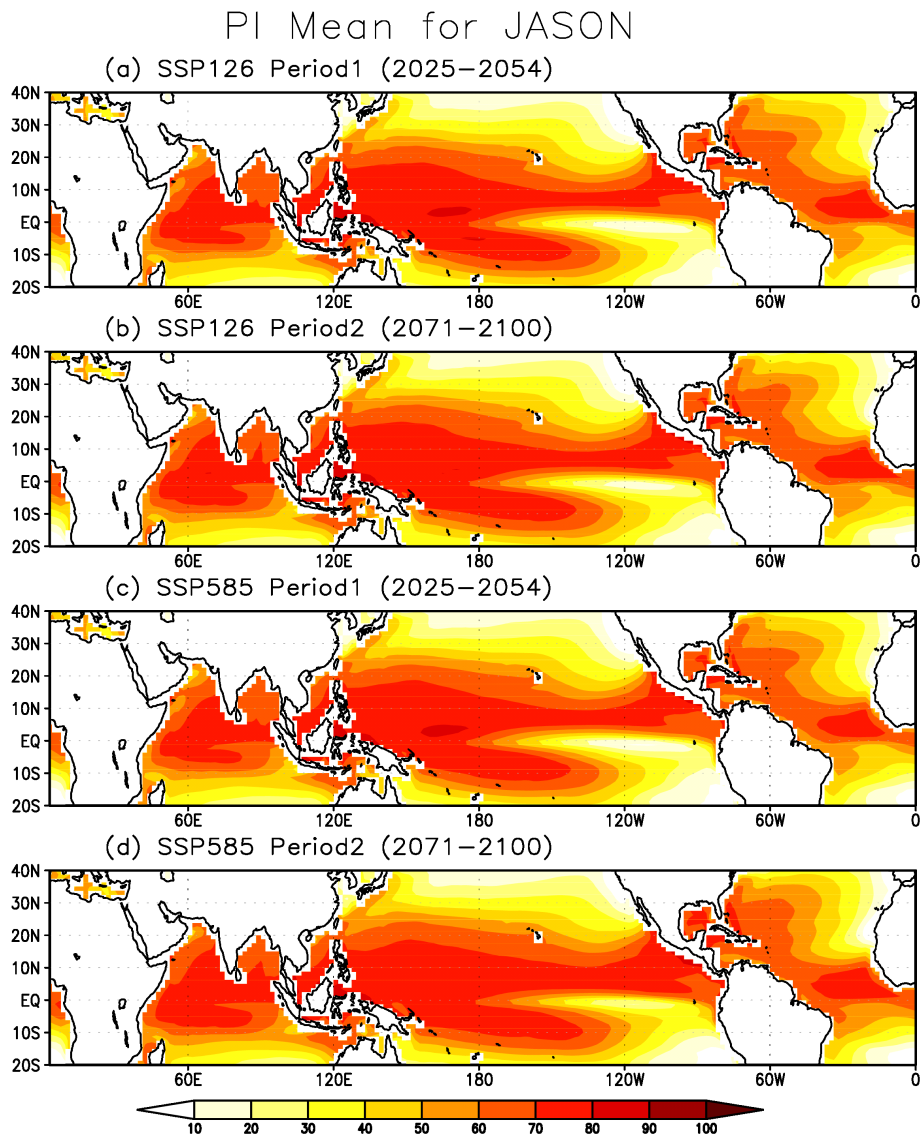 PI Mean for JASON
(a) SSP126 Period1 (2025−2054)
40N
30N
20N
10N
EQ
10S
20S
60E 120E 180 120W 60W 0
(b) SSP126 Period2 (2071−2100)
40N
30N
20N
10N
EQ
10S
20S
60E 120E 180 120W 60W 0
(c) SSP585 Period1 (2025−2054)
40N
30N
20N
10N
EQ
10S
20S
60E 120E 180 120W 60W 0
(d) SSP585 Period2 (2071−2100)
40N
30N
20N
10N
EQ
10S
20S
60E 120E 180 120W 60W 0
10 20 30 40 50 60 70 80 90 100